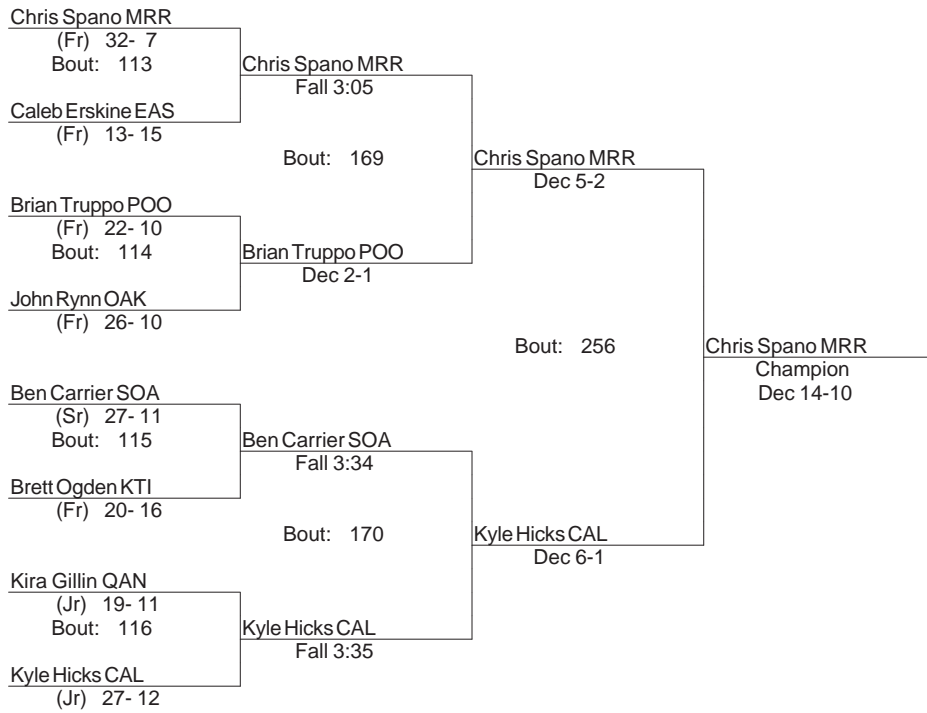 Chris Spano MRR
(Fr) 32- 7
Bout: 113
Caleb Erskine EAS
(Fr) 13- 15
Brian Truppo POO
(Fr) 22- 10
Bout: 114
John Rynn OAK
(Fr) 26- 10
Ben Carrier SOA
(Sr) 27- 11
Bout: 115
Brett Ogden KTI
(Fr) 20- 16
Kira Gillin QAN
(Jr) 19- 11
Bout: 116
Kyle Hicks CAL
(Jr) 27- 12
Chris Spano MRR
Fall 3:05
Bout: 169
Brian Truppo POO
Dec 2-1
Ben Carrier SOA
Fall 3:34
Bout: 170
Kyle Hicks CAL
Fall 3:35
Chris Spano MRR
Dec 5-2
Bout: 256
Kyle Hicks CAL
Dec 6-1
Chris Spano MRR
Champion
Dec 14-10